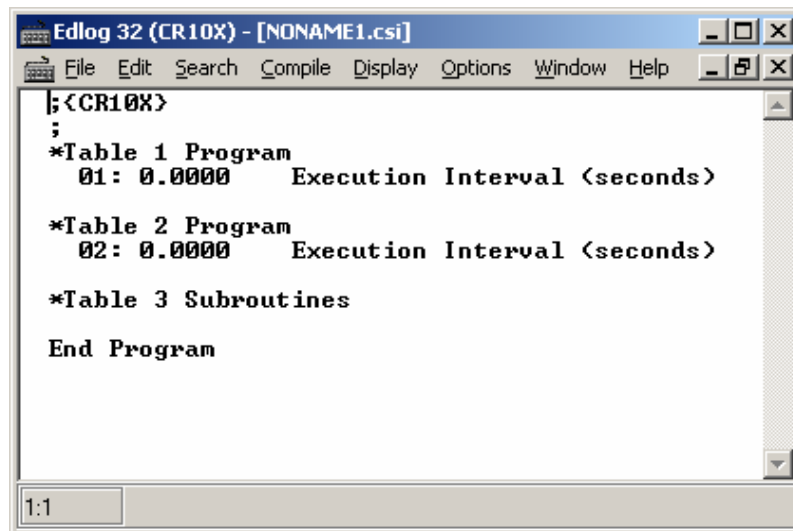 Edlog 32 (CR10X) - [NONAME1.csi]
File Edit Search Compile Display Options Window Help
;{CR10X}
;
*Table 1 Program
01: 0.0000 Execution Interval (seconds)
*Table 2 Program
02: 0.0000 Execution Interval (seconds)
*Table 3 Subroutines
End Program
1:1